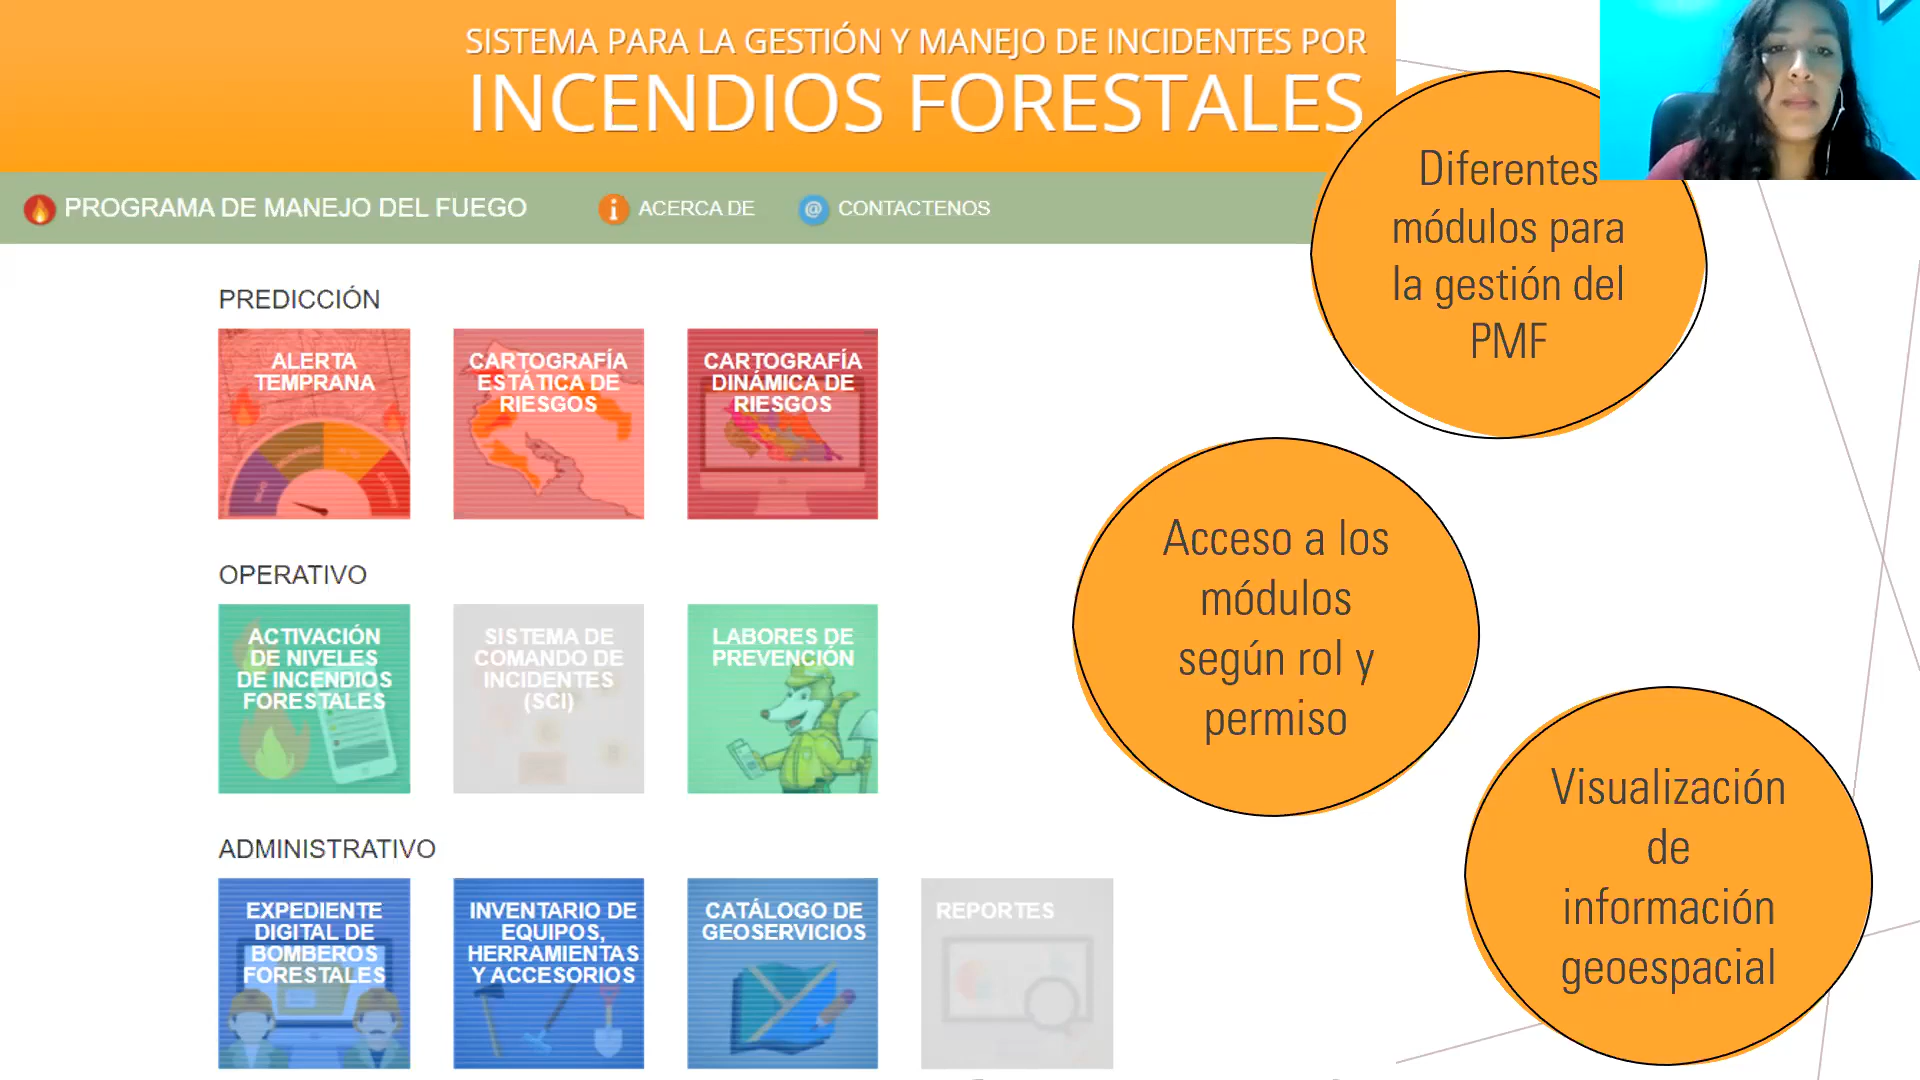 SISTEMA PARA LA GESTIÓN Y MANEJO DE INCIDENTES POR
INCENDIOS FORESTALES
PROGRAMA DE MANEJO DEL FUEGO
ACERCA DE
@ CONTACTENOS
PREDICCIÓN
ALERTA
TEMPRANA
CARTOGRAFÍA
ESTÁTICA DE
RIESGOS
CARTOGRAFÍA
DINÁMICA DE
RIESGOS
OPERATIVO
ACTIVACIÓN
DE NIVELES
DE INCENDIOS
FORESTALES
SISTEMA DE
COMANDO DE
INCIDENTES
(SCI)
LABORES DE
PREVENCIÓN
ADMINISTRATIVO
EXPEDIENTE
DIGITAL DE
BOMBEROS
FORESTALES
INVENTARIO DE
EQUIPOS,
HERRAMIENTAS
Y ACCESORIOS
CATÁLOGO DE
GEOSERVICIOS
REPORTES
Diferentes
módulos para
la gestión del
PMF
Acceso a los
módulos
según rol y
permiso
Visualización
de
información
geoespacial